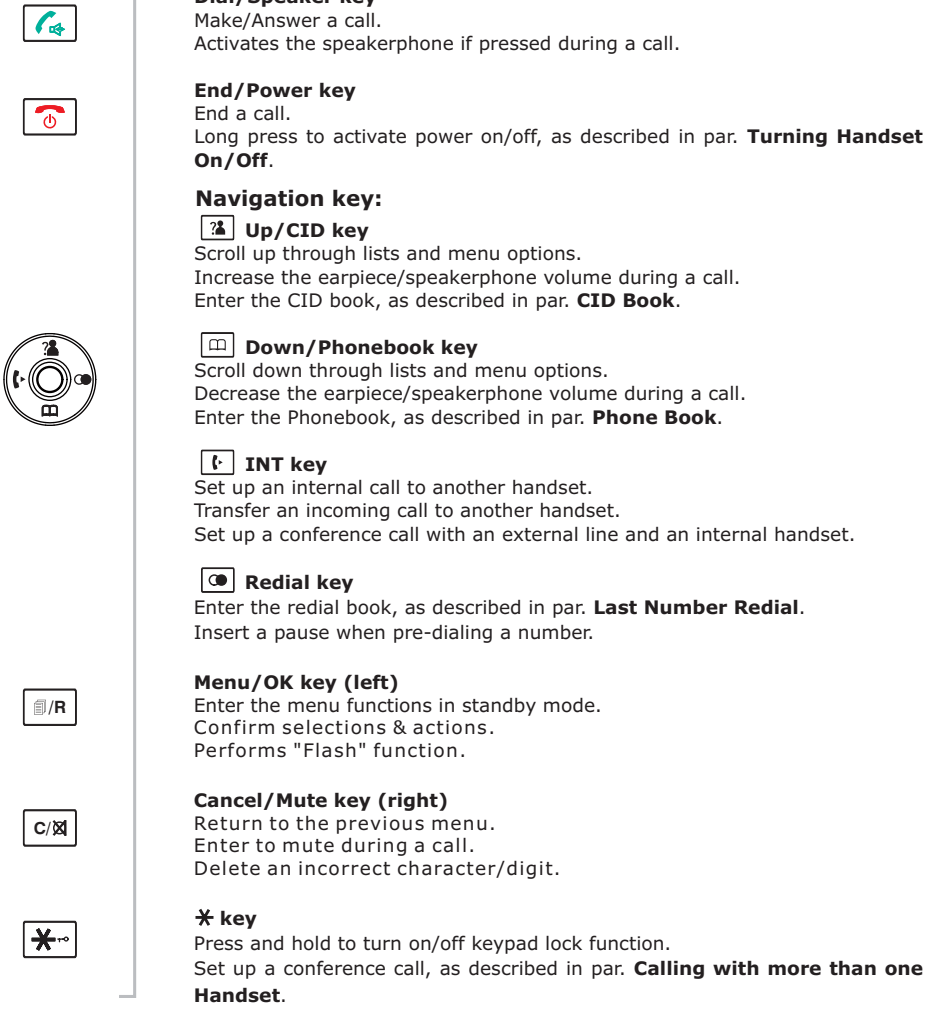 Dial/Speaker key
Make/Answer a call.
Activates the speakerphone if pressed during a call.
End/Power key
End a call.
Long press to activate power on/off, as described in par. Turning Handset
On/Off.
Navigation key:
Up/CID key
Scroll up through lists and menu options.
Increase the earpiece/speakerphone volume during a call.
Enter the CID book, as described in par. CID Book.
Down/Phonebook key
Scroll down through lists and menu options.
Decrease the earpiece/speakerphone volume during a call.
Enter the Phonebook, as described in par. Phone Book.
INT key
Set up an internal call to another handset.
Transfer an incoming call to another handset.
Set up a conference call with an external line and an internal handset.
Redial key
Enter the redial book, as described in par. Last Number Redial.
Insert a pause when pre-dialing a number.
/R
Menu/OK key (left)
Enter the menu functions in standby mode.
Confirm selections & actions.
Performs "Flash" function.
C/
Cancel/Mute key (right)
Return to the previous menu.
Enter to mute during a call.
Delete an incorrect character/digit.
* key
Press and hold to turn on/off keypad lock function.
Set up a conference call, as described in par. Calling with more than one
Handset.